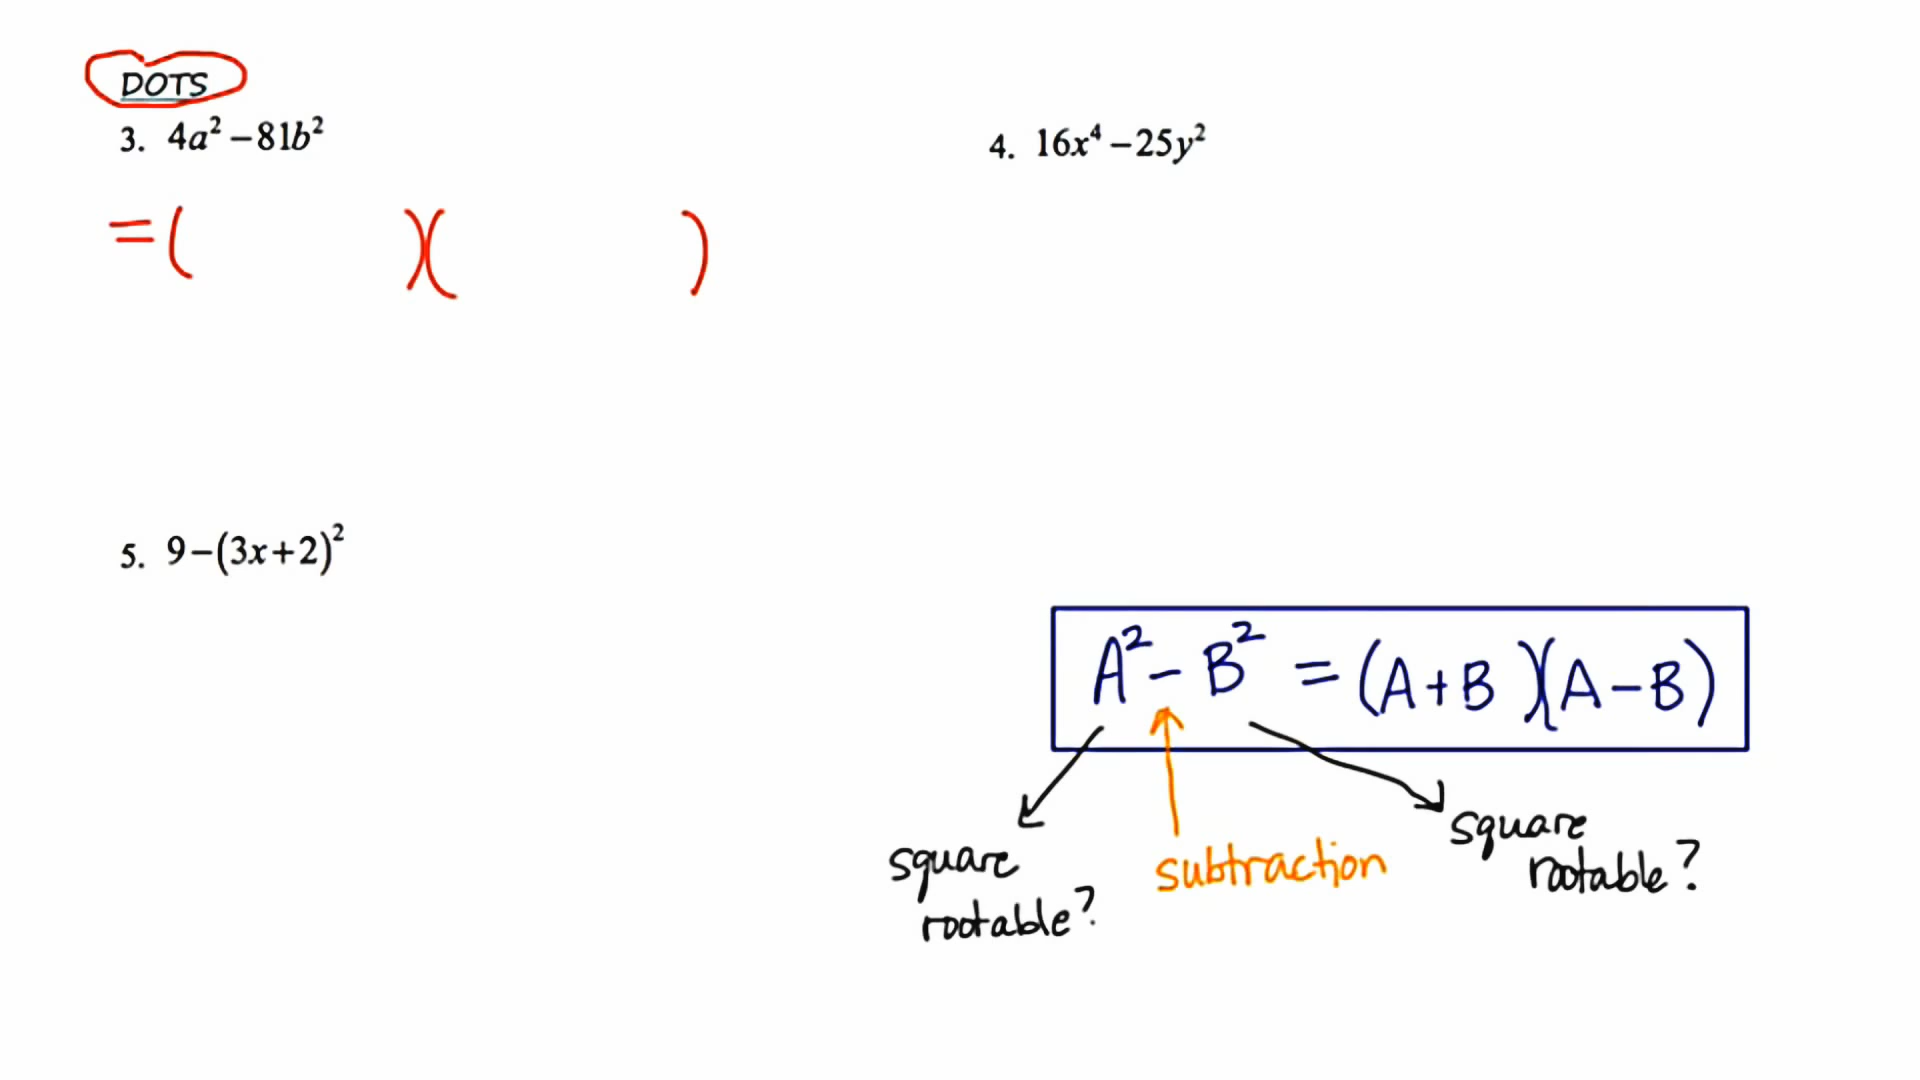 DOTS
3. 4a² – 81b²
4. 16x⁴ – 25y²
= (          )(          )
5. 9 – (3x + 2)²
A² – B² = (A + B)(A – B)
square rootable?
subtraction
square rootable?